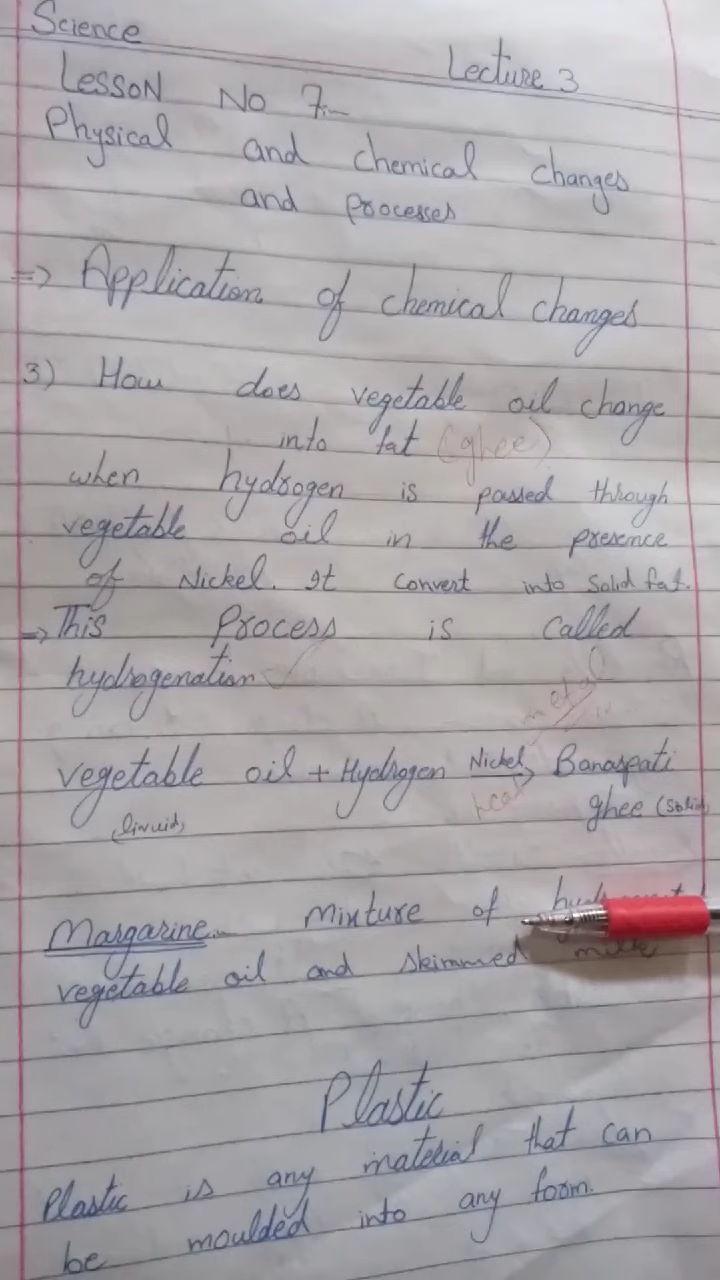 Science
Lecture 3
Lesson No 7:-
Physical and chemical changes
and processes
=> Application of chemical changes
3) How does vegetable oil change
into fat (ghee)
when hydrogen is passed through
vegetable oil in the presence
of Nickel. It convert into solid fat.
=> This Process is called
hydrogenation
metal
vegetable oil + Hydrogen Nickel → Banaspati
heat
ghee (solid)
Margarine. Mixture of
vegetable oil and skimmed milk
Plastic
Plastic is any material that can
be moulded into any form.